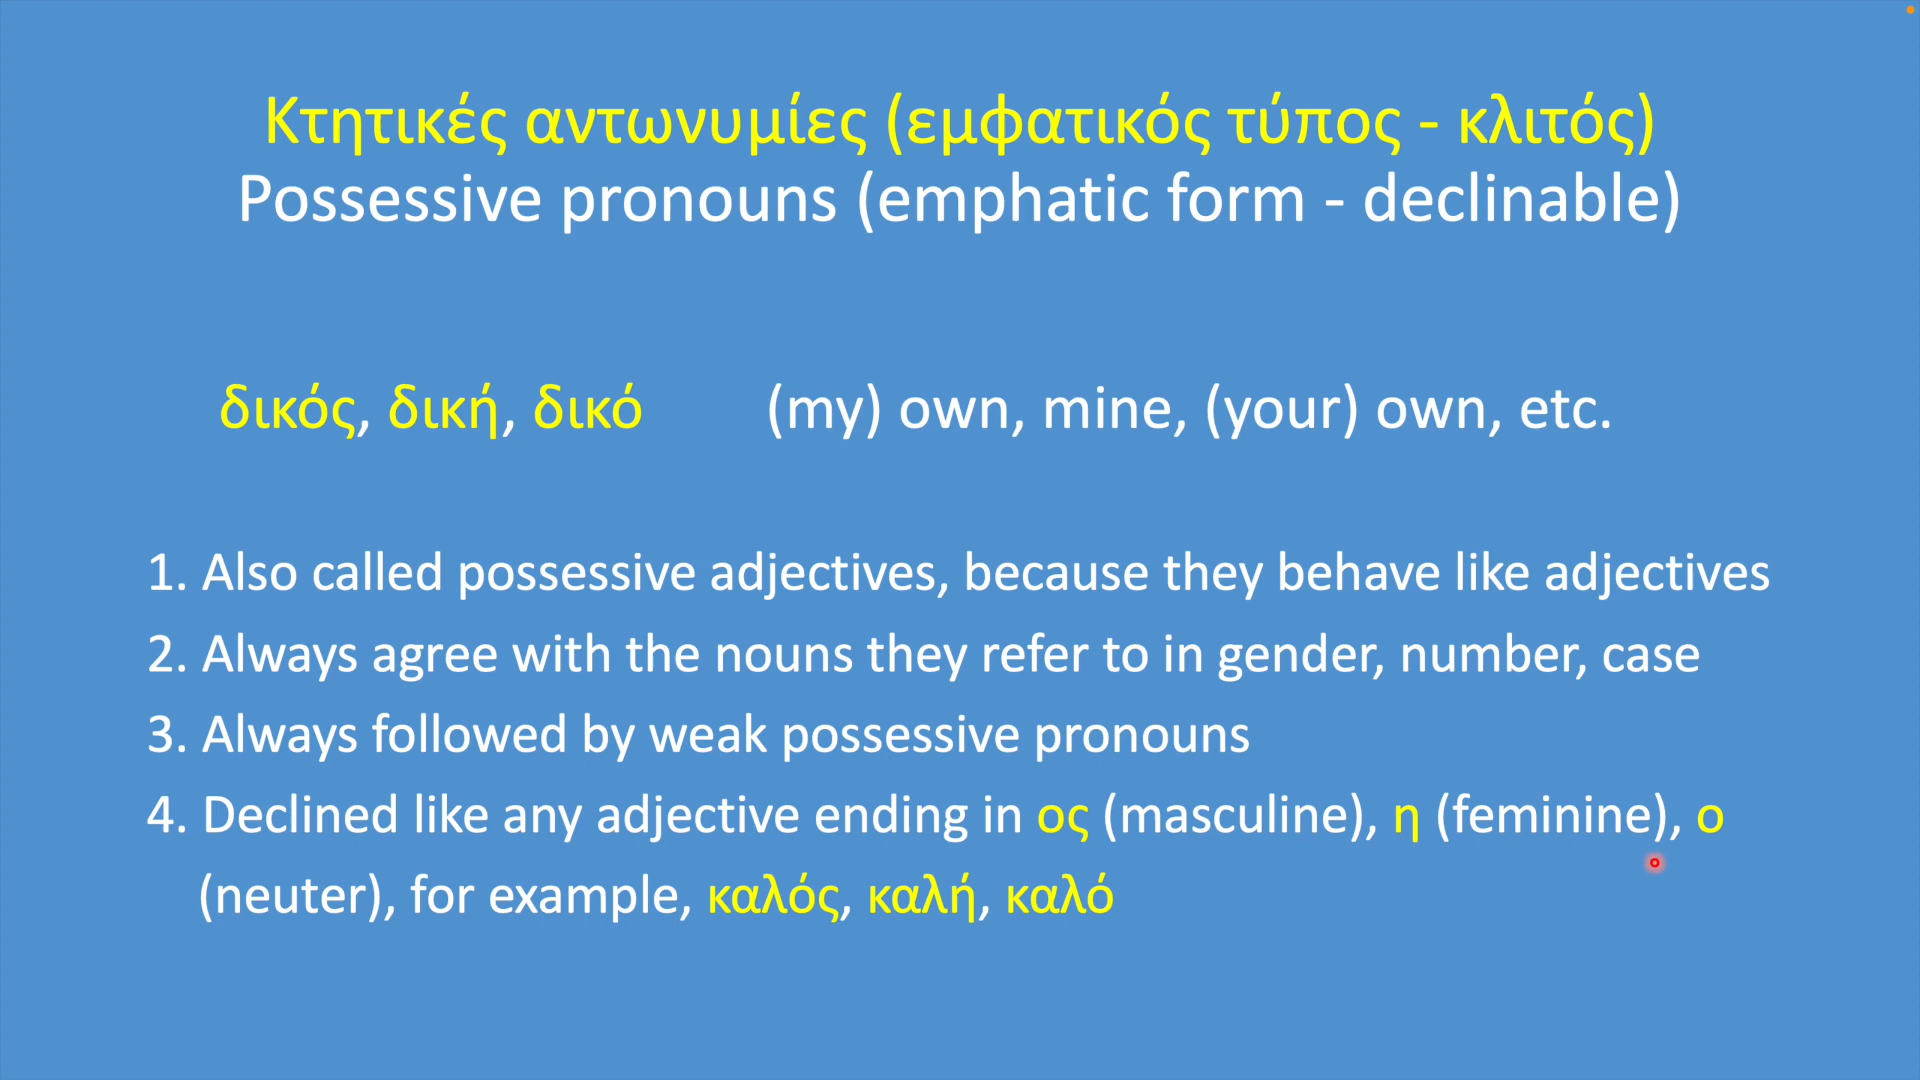 Κτητικές αντωνυμίες (εμφατικός τύπος - κλιτός)
Possessive pronouns (emphatic form - declinable)
δικός, δική, δικό (my) own, mine, (your) own, etc.
1. Also called possessive adjectives, because they behave like adjectives
2. Always agree with the nouns they refer to in gender, number, case
3. Always followed by weak possessive pronouns
4. Declined like any adjective ending in ος (masculine), η (feminine), ο
(neuter), for example, καλός, καλή, καλό